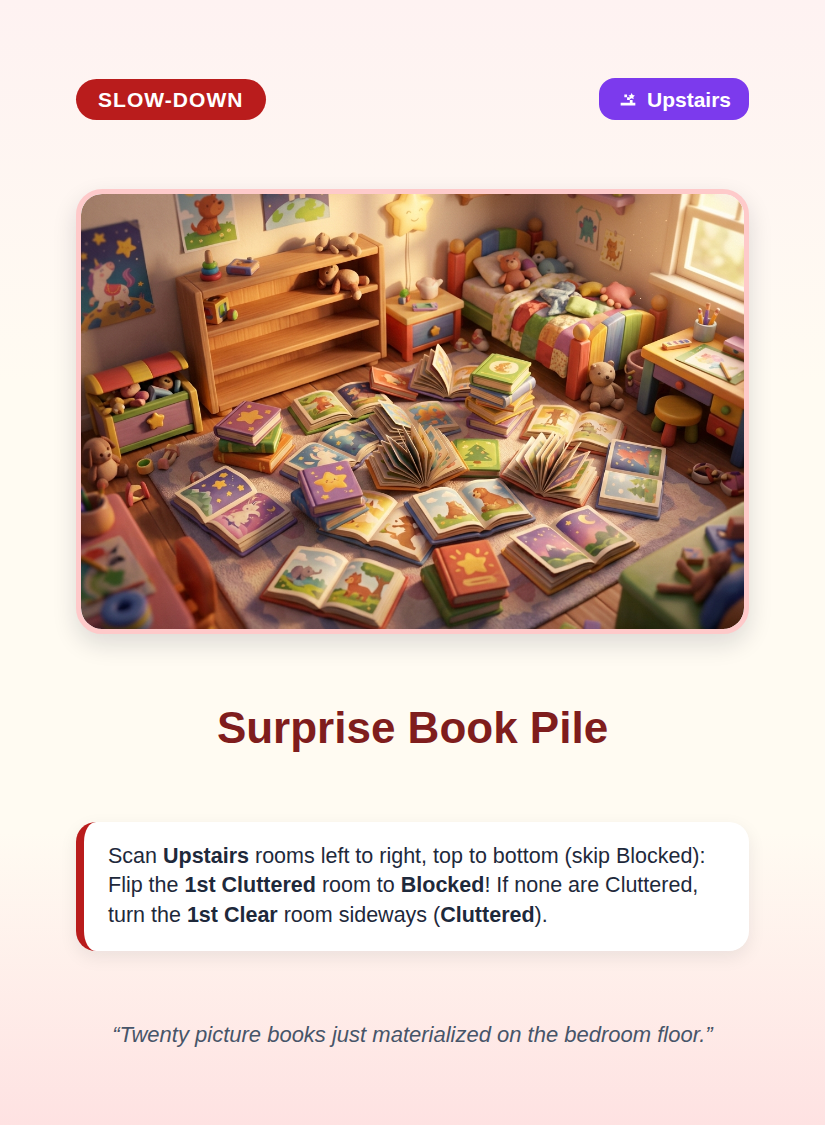 SLOW-DOWN
Upstairs
Surprise Book Pile
Scan Upstairs rooms left to right, top to bottom (skip Blocked):
Flip the 1st Cluttered room to Blocked! If none are Cluttered,
turn the 1st Clear room sideways (Cluttered).
“Twenty picture books just materialized on the bedroom floor.”